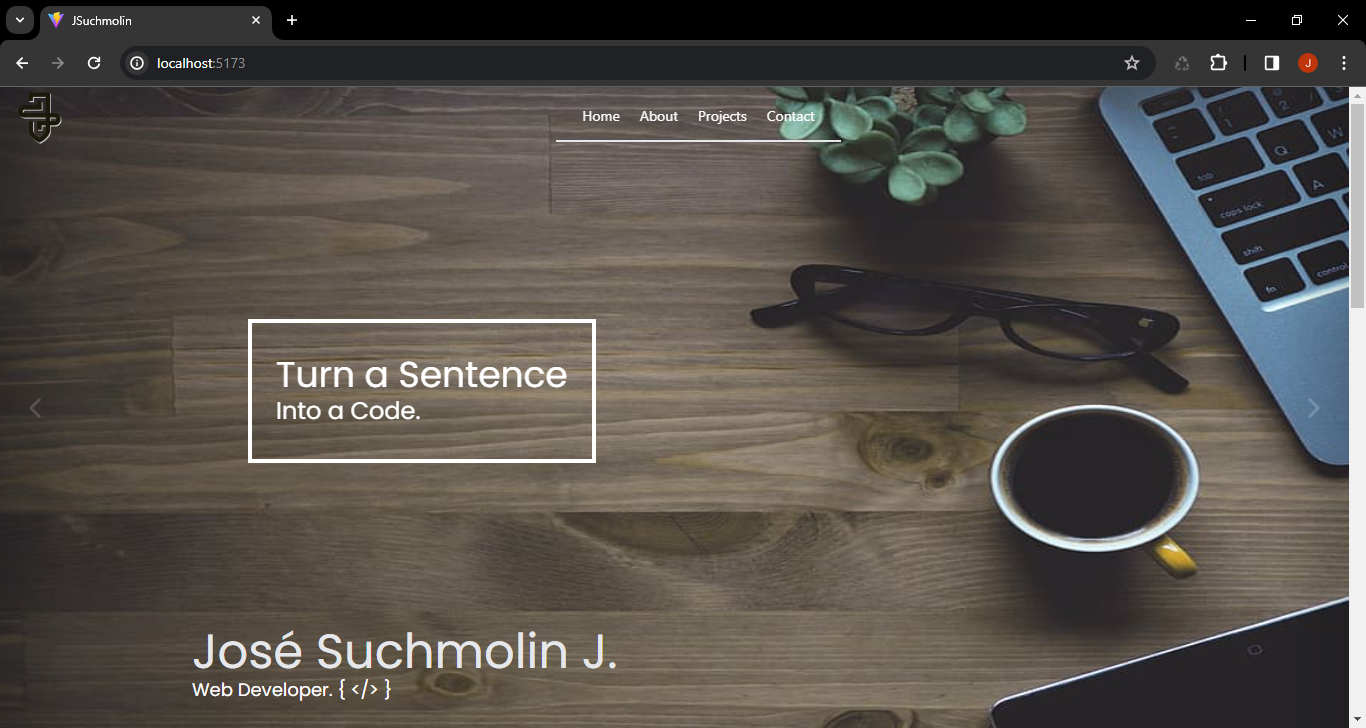 JSuchmolin
localhost:5173
J
Home About Projects Contact
Turn a Sentence
Into a Code.
José Suchmolin J.
Web Developer. { </> }
2
1
W
Q
tab
A
caps lock
shift
fn
control